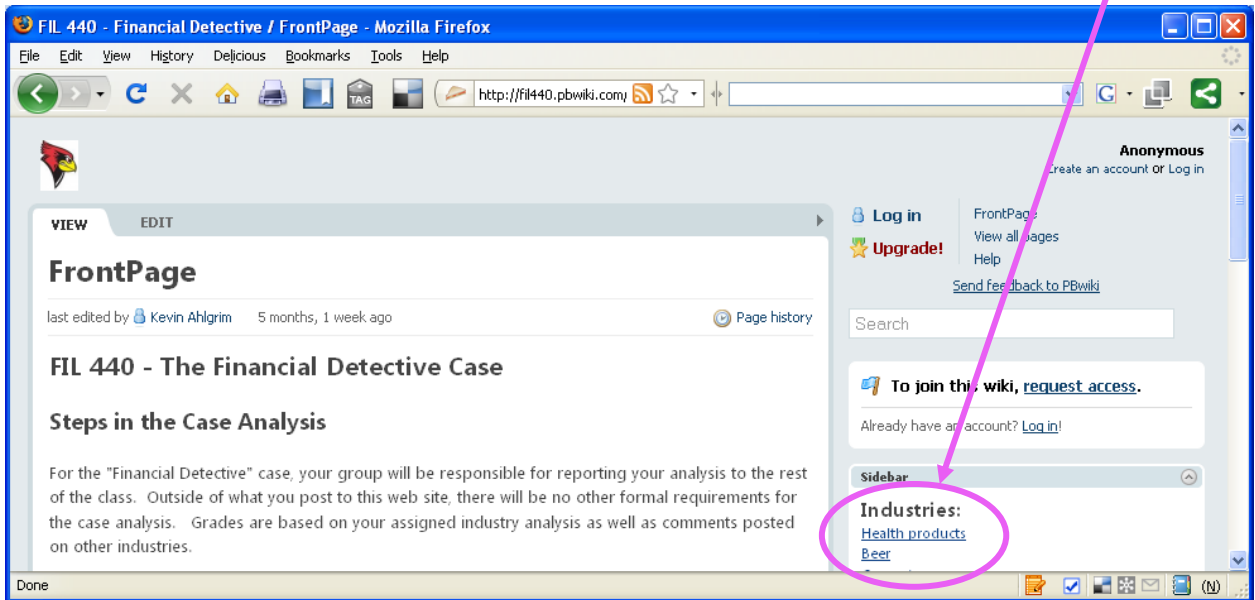 FIL 440 - Financial Detective / FrontPage - Mozilla Firefox
File Edit View History Delicious Bookmarks Tools Help
TAG http://fil440.pbwiki.com/ G
Anonymous
Create an account or Log in
VIEW EDIT
Log in
Upgrade!
FrontPage
View all pages
Help
Send feedback to PBwiki
FrontPage
last edited by Kevin Ahlgrim 5 months, 1 week ago Page history
Search
FIL 440 - The Financial Detective Case
To join this wiki, request access.
Already have an account? Log in!
Steps in the Case Analysis
For the "Financial Detective" case, your group will be responsible for reporting your analysis to the rest
of the class. Outside of what you post to this web site, there will be no other formal requirements for
the case analysis. Grades are based on your assigned industry analysis as well as comments posted
on other industries.
Sidebar
Industries:
Health products
Beer
Done (N)